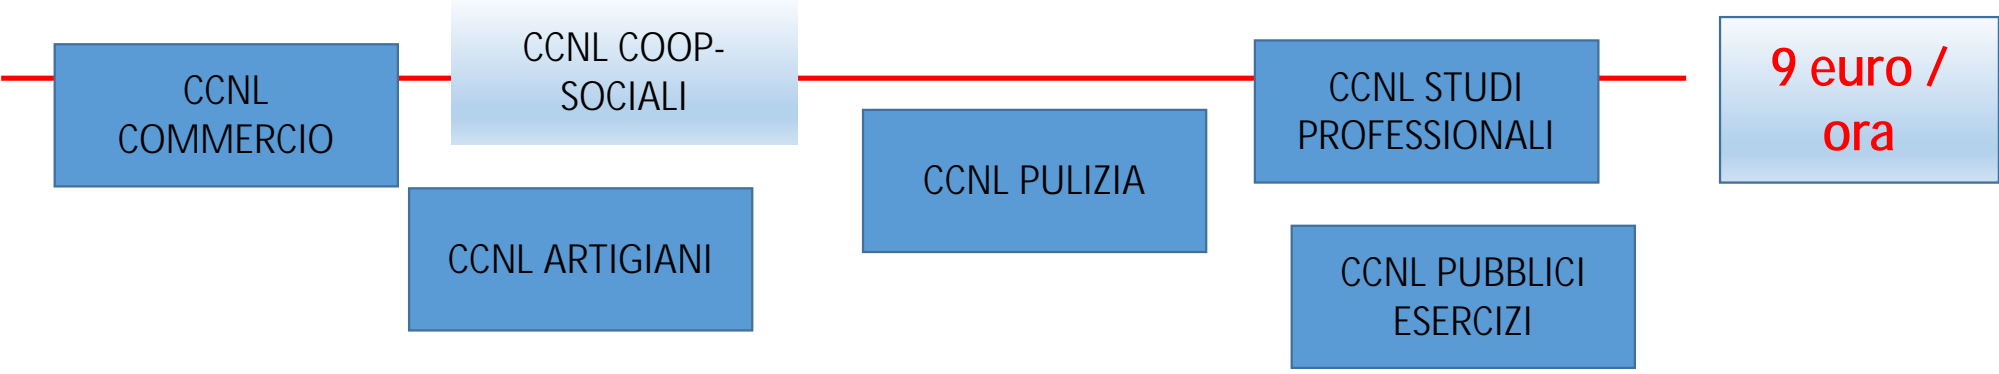 CCNL
COMMERCIO
CCNL COOP-
SOCIALI
CCNL ARTIGIANI
CCNL PULIZIA
CCNL STUDI
PROFESSIONALI
CCNL PUBBLICI
ESERCIZI
9 euro /
ora